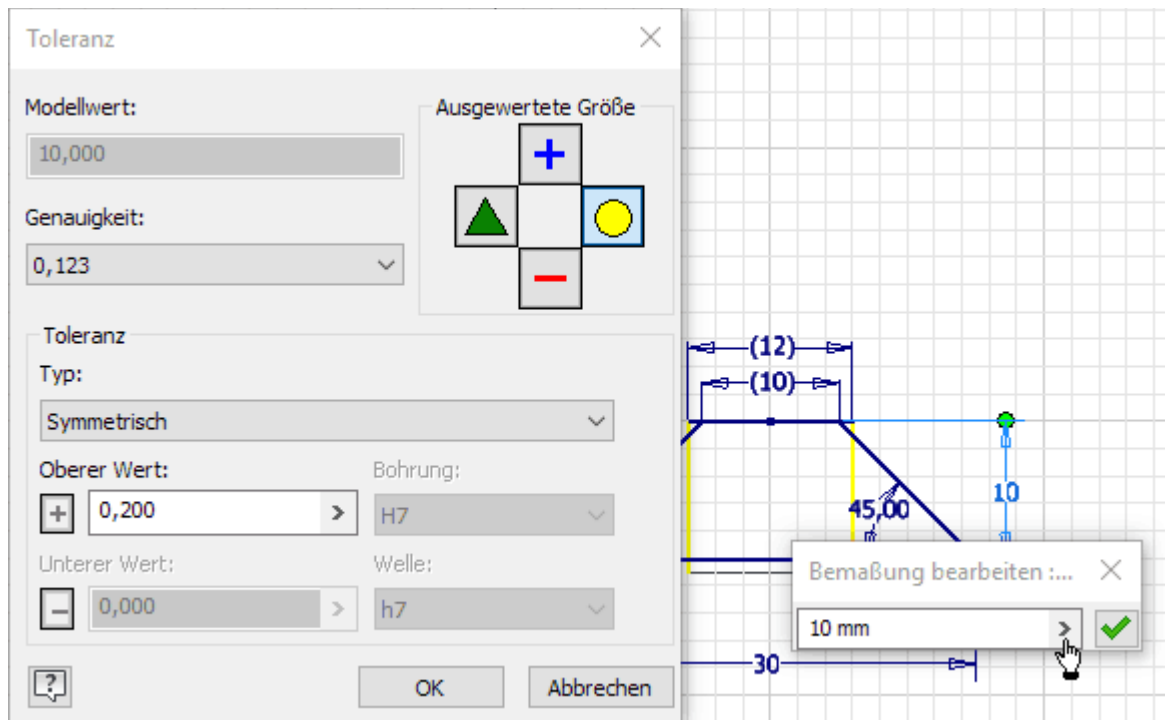 Toleranz
Modellwert:
10,000
Ausgewertete Größe
Genauigkeit:
0,123
Toleranz
Typ:
Symmetrisch
Oberer Wert:
Bohrung:
0,200
H7
Unterer Wert:
Welle:
0,000
h7
OK
Abbrechen
(12)
(10)
45,00
10
Bemaßung bearbeiten :...
10 mm
30